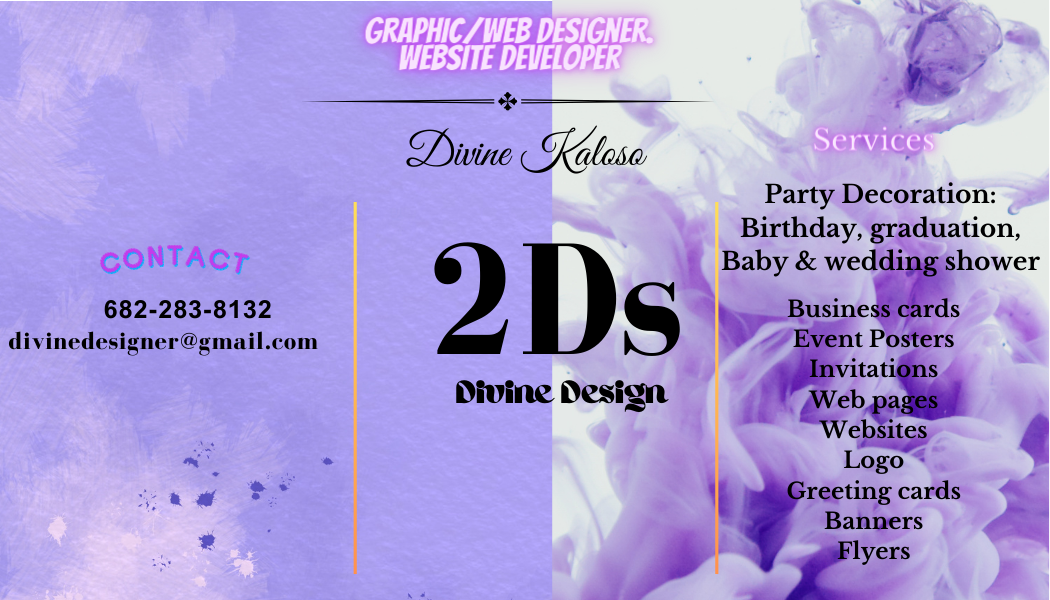 GRAPHIC/WEB DESIGNER.
WEBSITE DEVELOPER
Divine Kaloso
CONTACT
682-283-8132
divinedesigner@gmail.com
2Ds
Divine Design
Services
Party Decoration:
Birthday, graduation,
Baby & wedding shower
Business cards
Event Posters
Invitations
Web pages
Websites
Logo
Greeting cards
Banners
Flyers